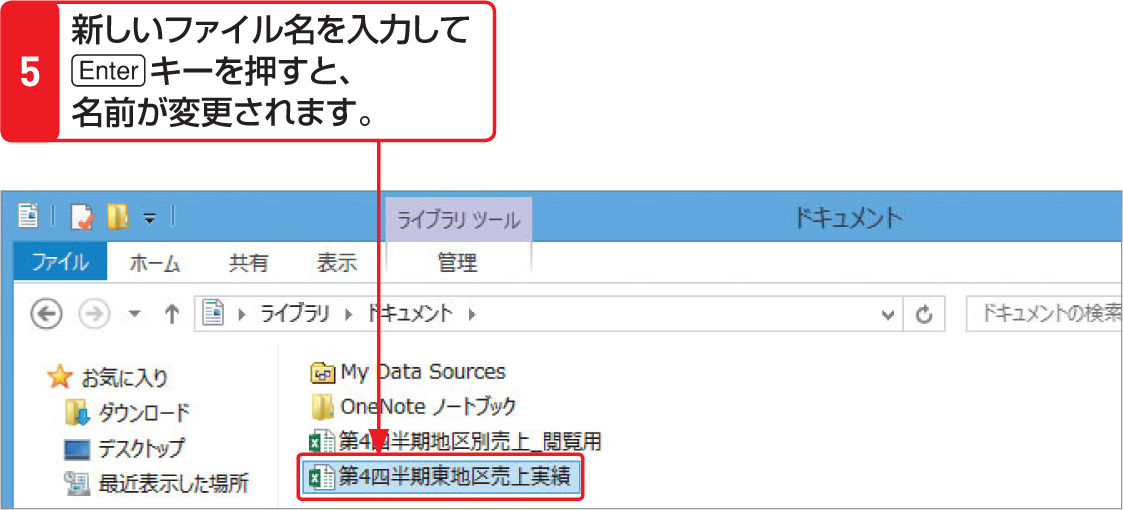 5
新しいファイル名を入力して
Enterキーを押すと、
名前が変更されます。
ライブラリ ツール
ドキュメント
ファイル ホーム 共有 表示 管理
ライブラリ ドキュメント
ドキュメントの検索
お気に入り
ダウンロード
デスクトップ
最近表示した場所
My Data Sources
OneNote ノートブック
第4四半期地区別売上_閲覧用
第4四半期東地区売上実績